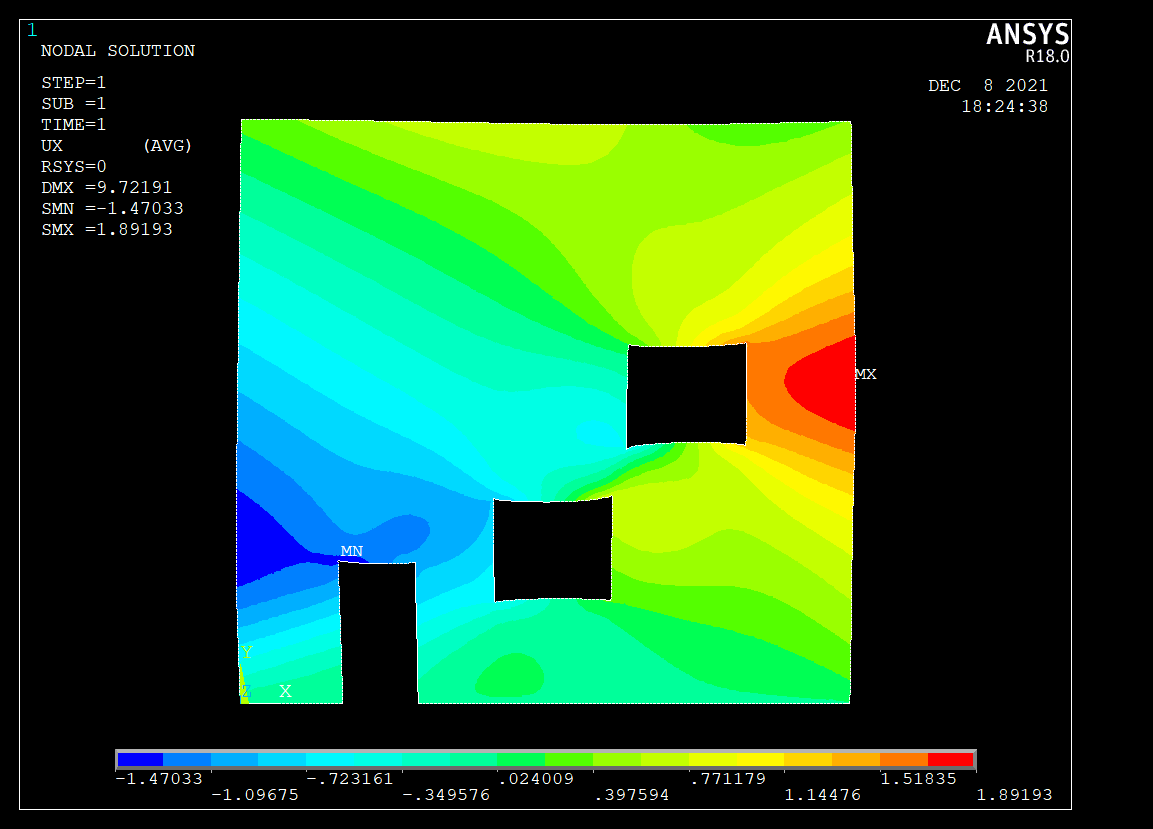 1
ANSYS
R18.0
NODAL SOLUTION
STEP=1
SUB =1
TIME=1
UX (AVG)
RSYS=0
DMX =9.72191
SMN =-1.47033
SMX =1.89193
DEC 8 2021
18:24:38
MX
MN
Y
Z X
-1.47033 -.723161 .024009 .771179 1.51835
-1.09675 -.349576 .397594 1.14476 1.89193